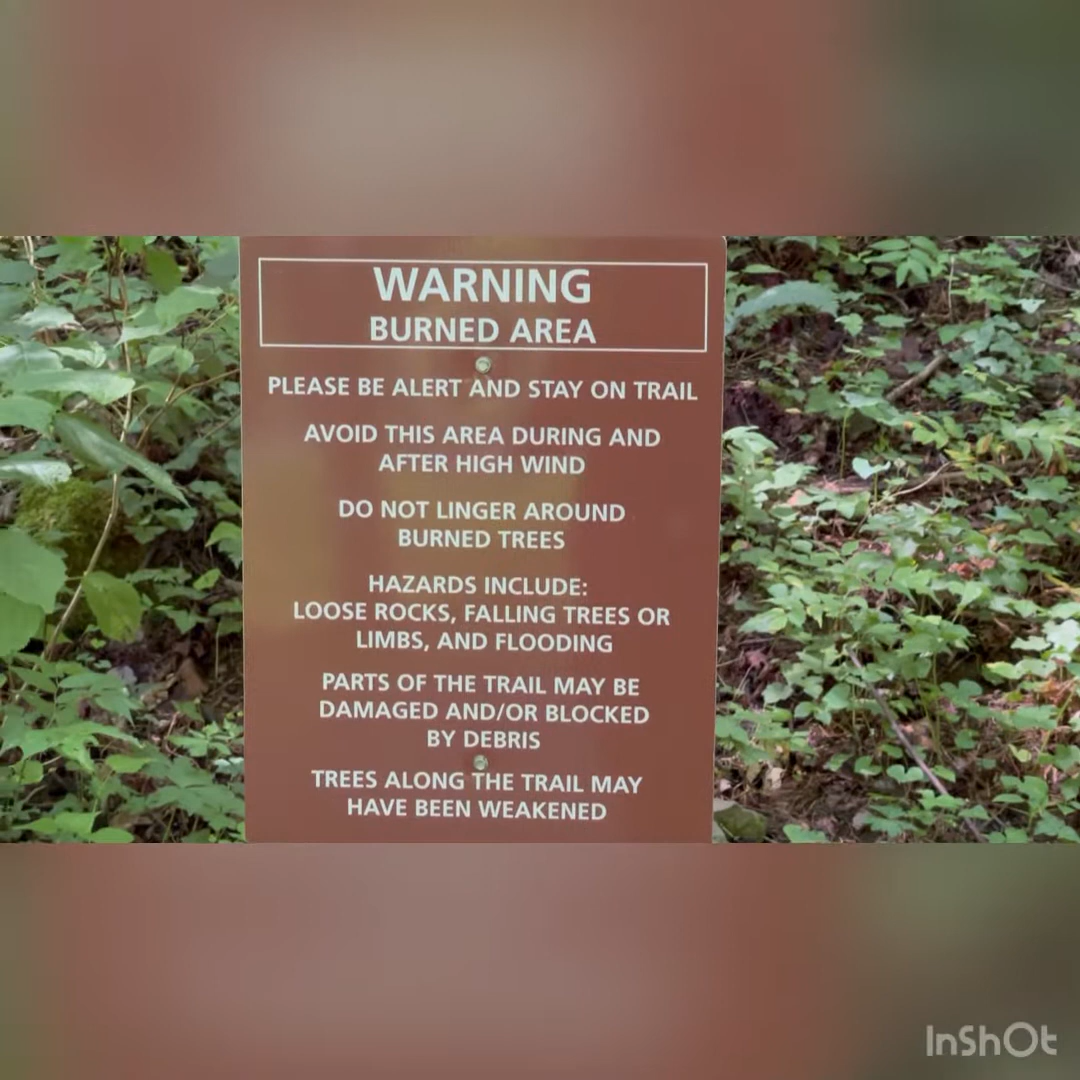 WARNING
BURNED AREA
PLEASE BE ALERT AND STAY ON TRAIL
AVOID THIS AREA DURING AND
AFTER HIGH WIND
DO NOT LINGER AROUND
BURNED TREES
HAZARDS INCLUDE:
LOOSE ROCKS, FALLING TREES OR
LIMBS, AND FLOODING
PARTS OF THE TRAIL MAY BE
DAMAGED AND/OR BLOCKED
BY DEBRIS
TREES ALONG THE TRAIL MAY
HAVE BEEN WEAKENED
InShOt